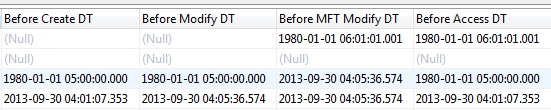 Before Create DT Before Modify DT Before MFT Modify DT Before Access DT
(Null) (Null) 1980-01-01 06:01:01.001 1980-01-01 06:01:01.001
(Null) (Null) (Null) (Null)
1980-01-01 05:00:00.000 1980-01-01 05:00:00.000 2013-09-30 04:05:36.574 1980-01-01 05:00:00.000
2013-09-30 04:01:07.353 2013-09-30 04:05:36.574 2013-09-30 04:05:36.574 2013-09-30 04:01:07.353